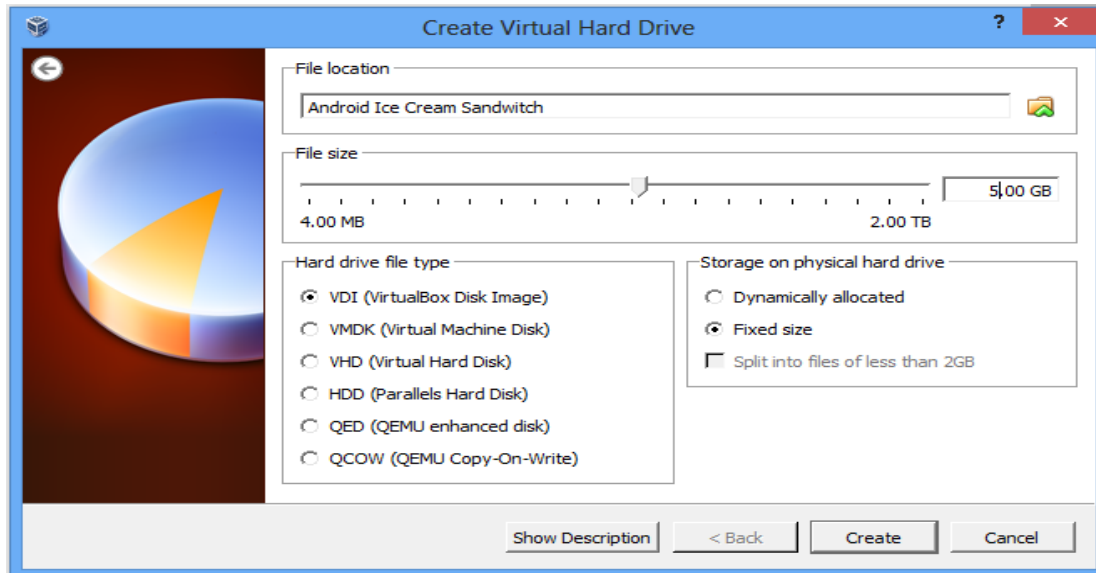 Create Virtual Hard Drive
?
File location
Android Ice Cream Sandwitch
File size
5.00 GB
4.00 MB 2.00 TB
Hard drive file type
VDI (VirtualBox Disk Image)
VMDK (Virtual Machine Disk)
VHD (Virtual Hard Disk)
HDD (Parallels Hard Disk)
QED (QEMU enhanced disk)
QCOW (QEMU Copy-On-Write)
Storage on physical hard drive
Dynamically allocated
Fixed size
Split into files of less than 2GB
Show Description < Back Create Cancel